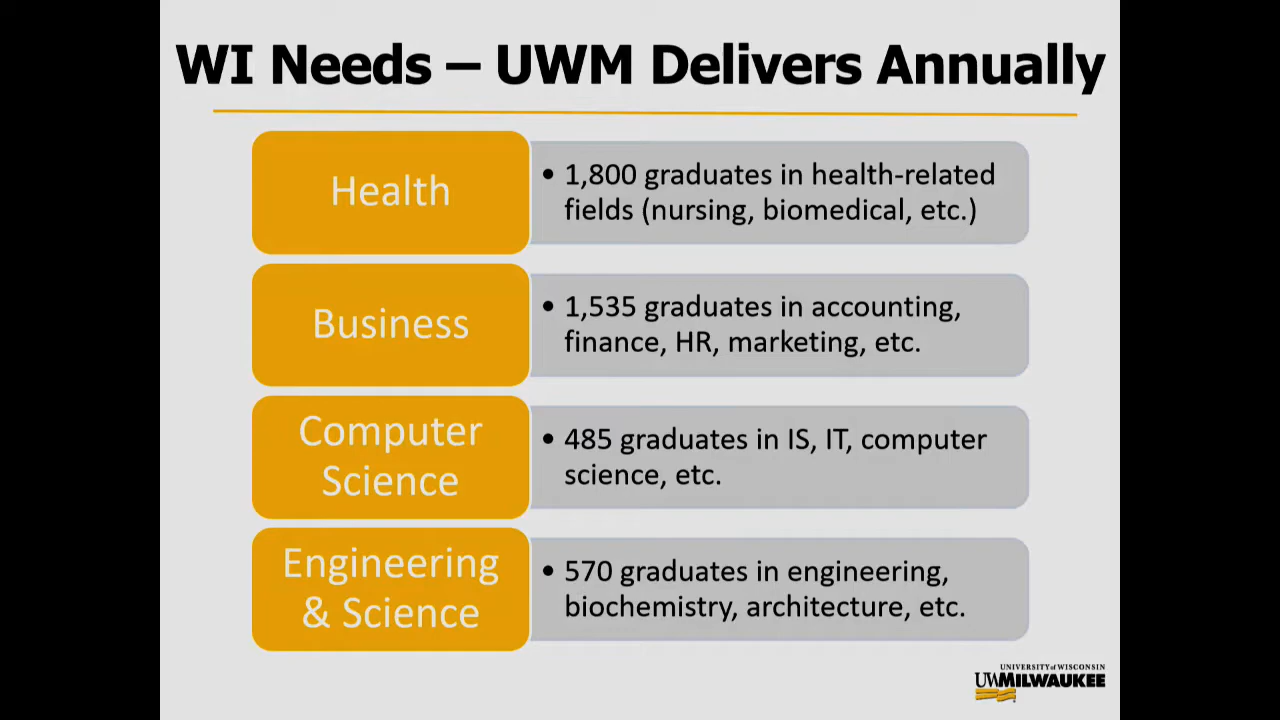 WI Needs – UWM Delivers Annually
Health
• 1,800 graduates in health-related
fields (nursing, biomedical, etc.)
Business
• 1,535 graduates in accounting,
finance, HR, marketing, etc.
Computer
Science
• 485 graduates in IS, IT, computer
science, etc.
Engineering
& Science
• 570 graduates in engineering,
biochemistry, architecture, etc.
UNIVERSITY of WISCONSIN
UWMILWAUKEE